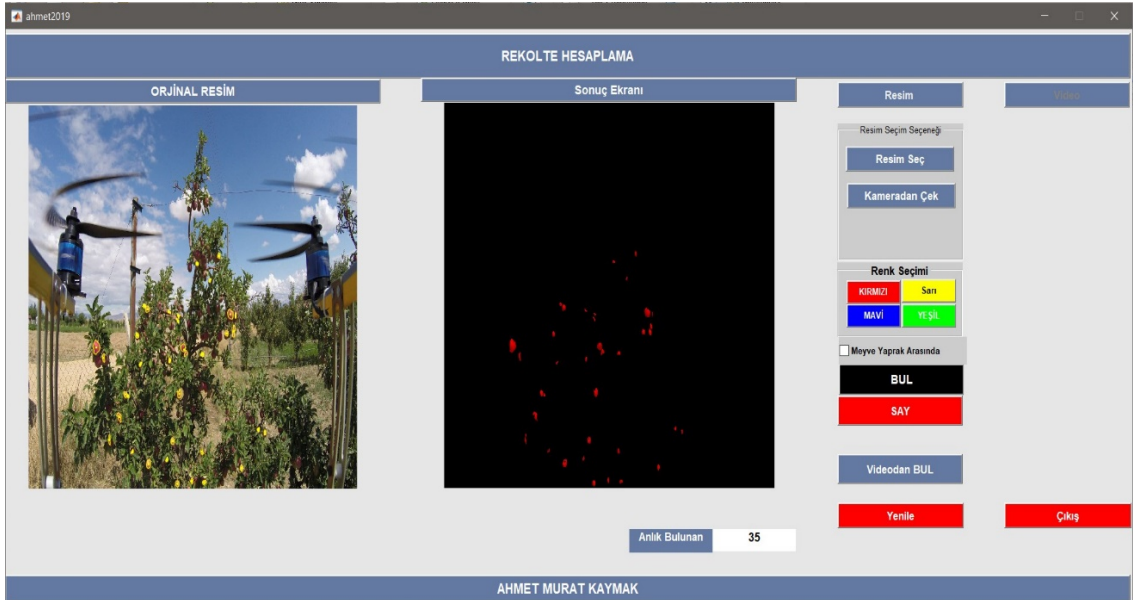 ahmet2019
REKOLTE HESAPLAMA
ORJİNAL RESİM
Sonuç Ekranı
Resim
Video
Resim Seçim Seçeneği
Resim Seç
Kameradan Çek
Renk Seçimi
KIRMIZI
Sarı
MAVİ
YEŞİL
Meyve Yaprak Arasında
BUL
SAY
Videodan BUL
Yenile
Çıkış
Anlık Bulunan
35
AHMET MURAT KAYMAK